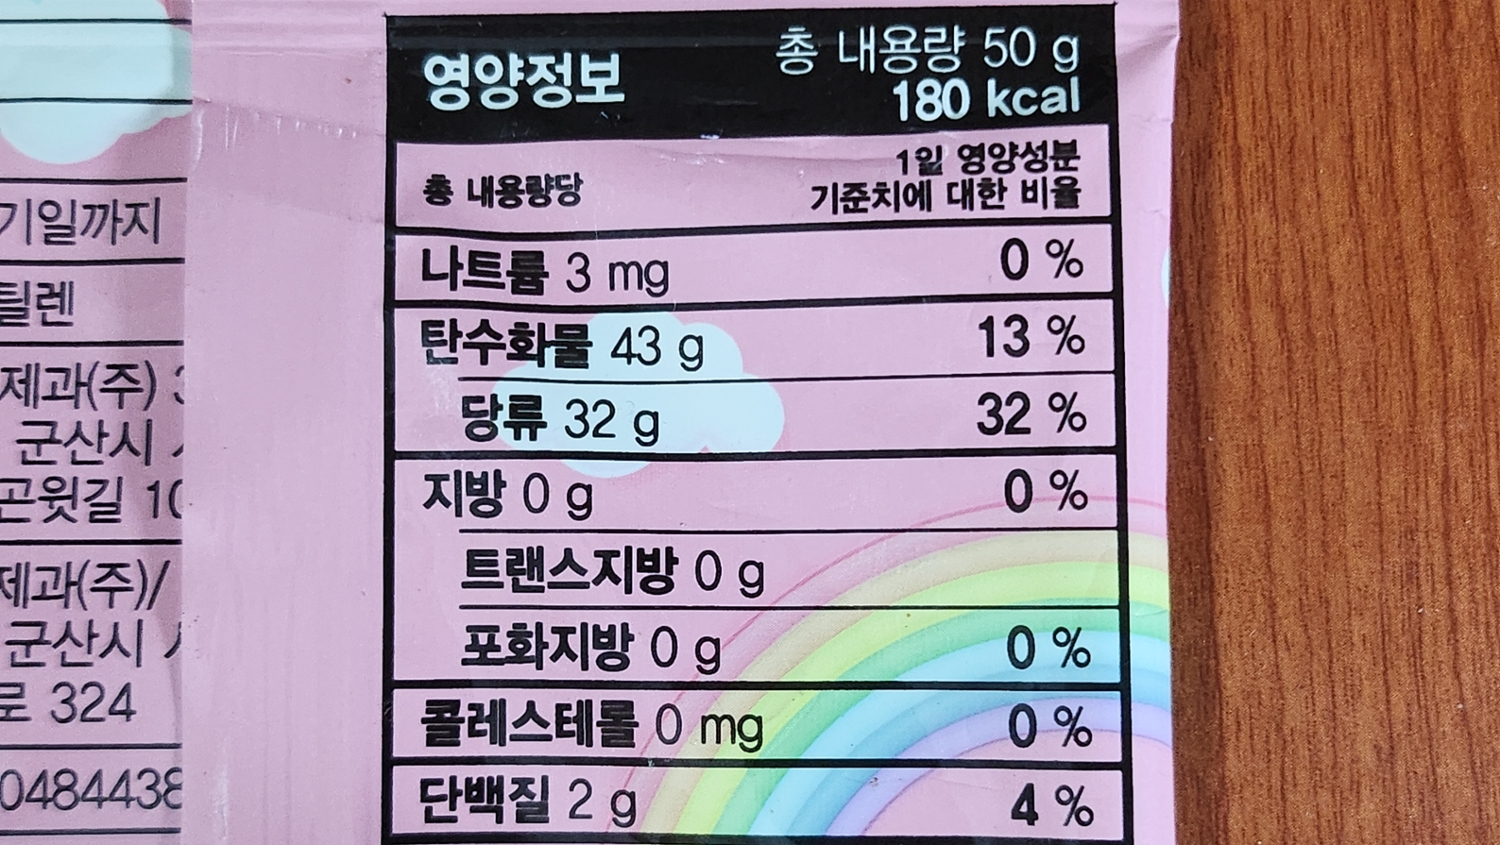 기일까지
틸렌
제과(주) 3
군산시
곤윗길 10
제과(주)/
군산시
로 324
0484438
영양정보
총 내용량 50 g
180 kcal
총 내용량당
1일 영양성분
기준치에 대한 비율
나트륨 3 mg 0 %
탄수화물 43 g 13 %
당류 32 g 32 %
지방 0 g 0 %
트랜스지방 0 g
포화지방 0 g 0 %
콜레스테롤 0 mg 0 %
단백질 2 g 4 %